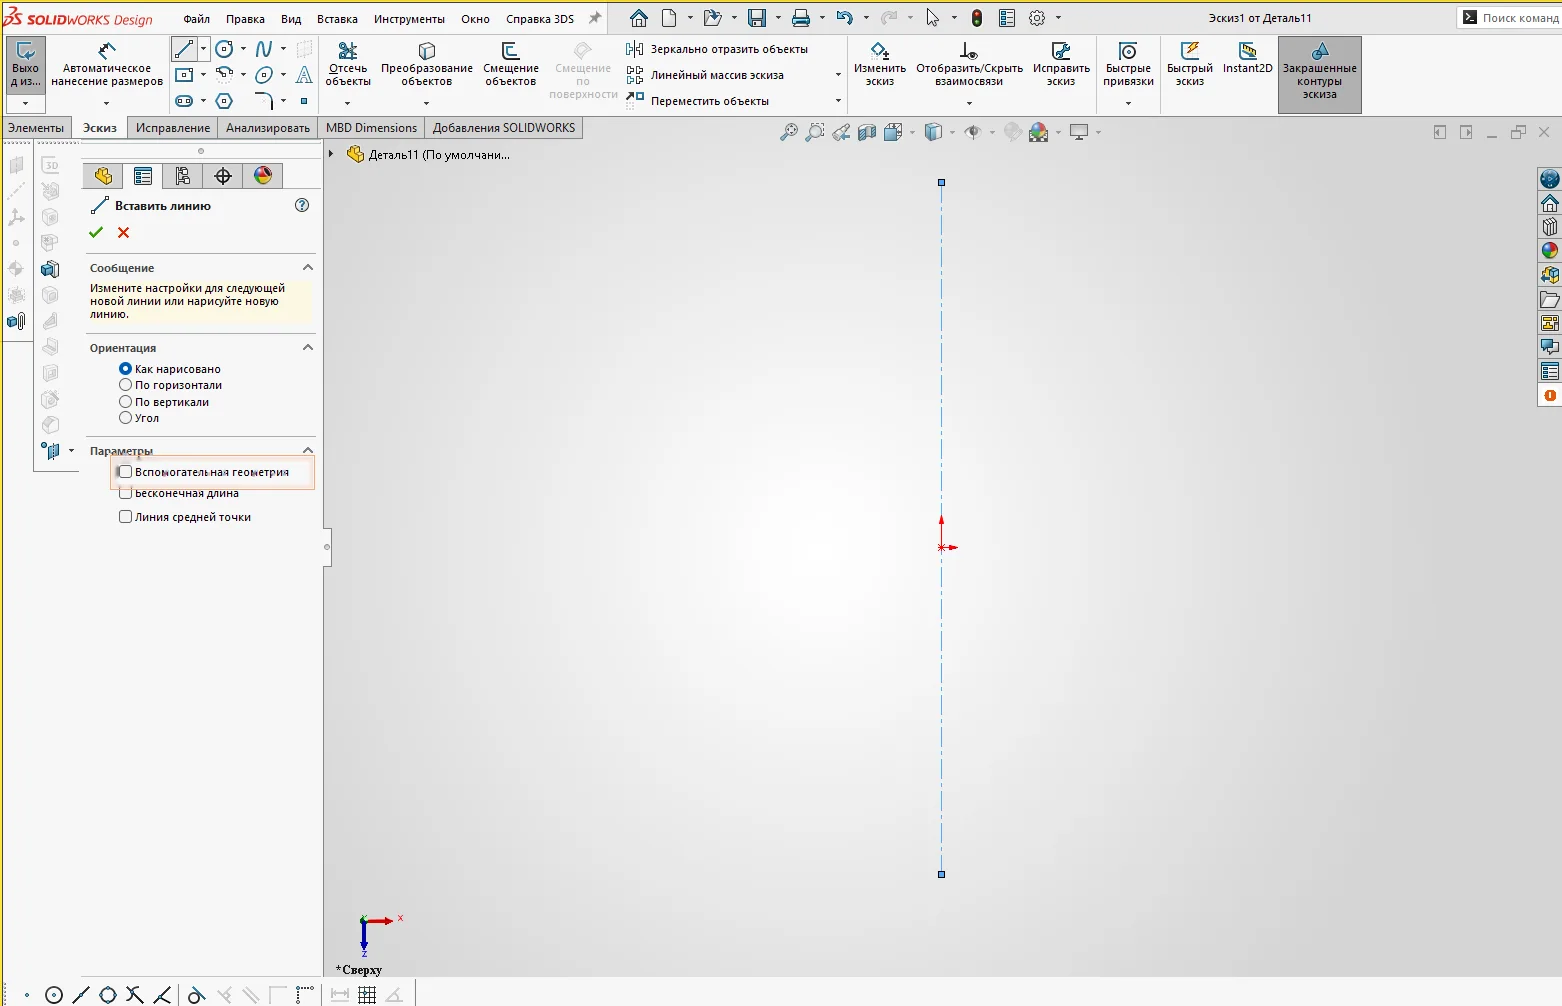 SOLIDWORKS Design
Файл Правка Вид Вставка Инструменты Окно Справка 3DS
Эскиз1 от Деталь11
Поиск команд
Выхо
д из...
Автоматическое
нанесение размеров
Отсечь
объекты
Преобразование
объектов
Смещение
объектов
Смещение
по
поверхности
Зеркально отразить объекты
Линейный массив эскиза
Переместить объекты
Изменить
эскиз
Отобразить/Скрыть
взаимосвязи
Исправить
эскиз
Быстрые
привязки
Быстрый
эскиз
Instant2D
Закрашенные
контуры
эскиза
Элементы Эскиз Исправление Анализировать MBD Dimensions Добавления SOLIDWORKS
Деталь11 (По умолчани...
Вставить линию
Сообщение
Измените настройки для следующей
новой линии или нарисуйте новую
линию.
Ориентация
Как нарисовано
По горизонтали
По вертикали
Угол
Параметры
Вспомогательная геометрия
Бесконечная длина
Линия средней точки
3D
X
Z
*Сверху